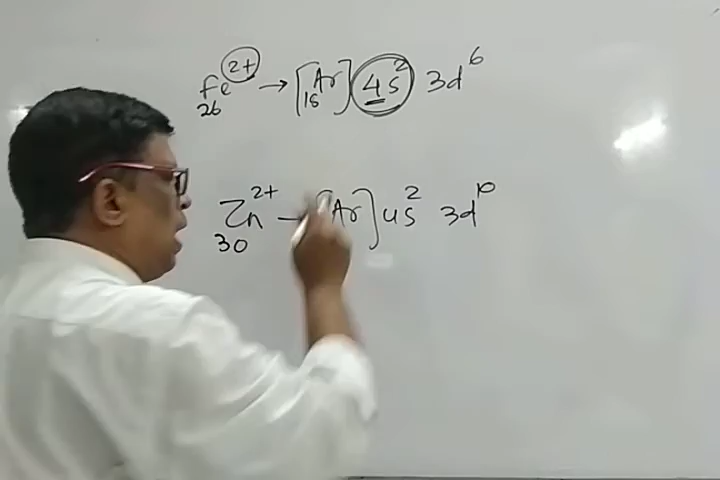 Fe²⁺ → [Ar] 4s² 3d⁶
26 18
Zn²⁺ → [Ar] 4s² 3d¹⁰
30